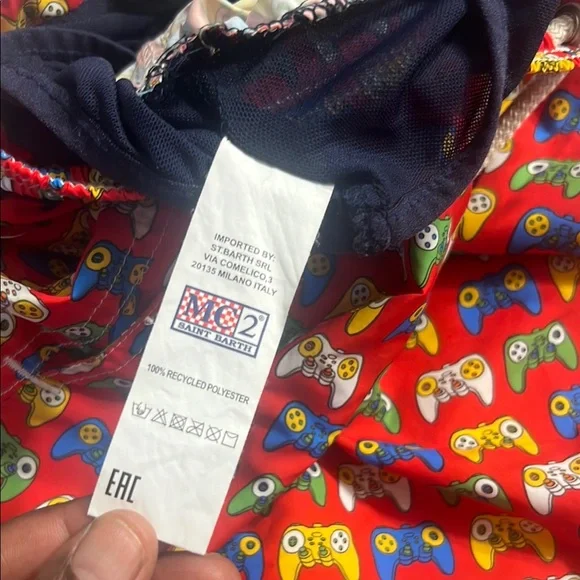 IMPORTED BY:
ST.BARTH SRL
VIA COMELICO.3
20135 MILANO ITALY
MC2®
SAINT BARTH
100% RECYCLED POLYESTER
EAC